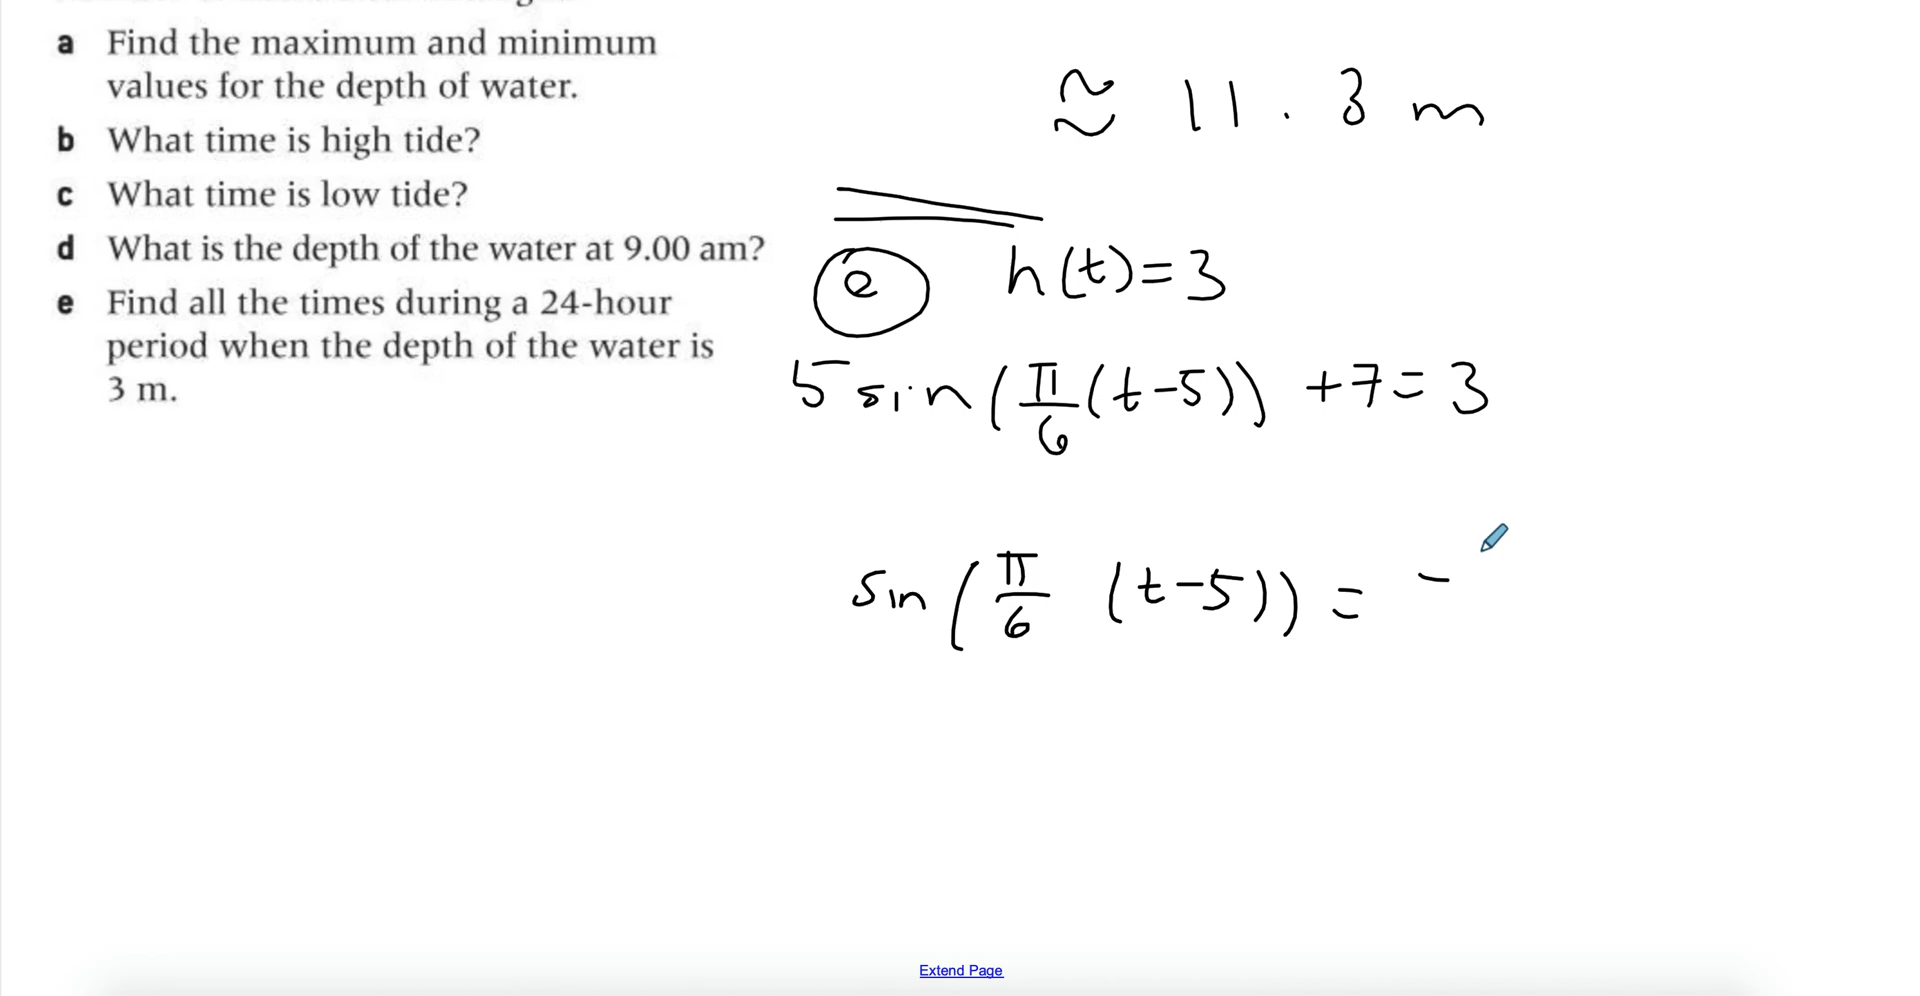 a Find the maximum and minimum
values for the depth of water.
b What time is high tide?
c What time is low tide?
d What is the depth of the water at 9.00 am?
e Find all the times during a 24-hour
period when the depth of the water is
3 m.
≈ 11.3 m
e h(t)=3
5 sin(π/6(t-5)) +7=3
sin(π/6 (t-5)) = -
Extend Page